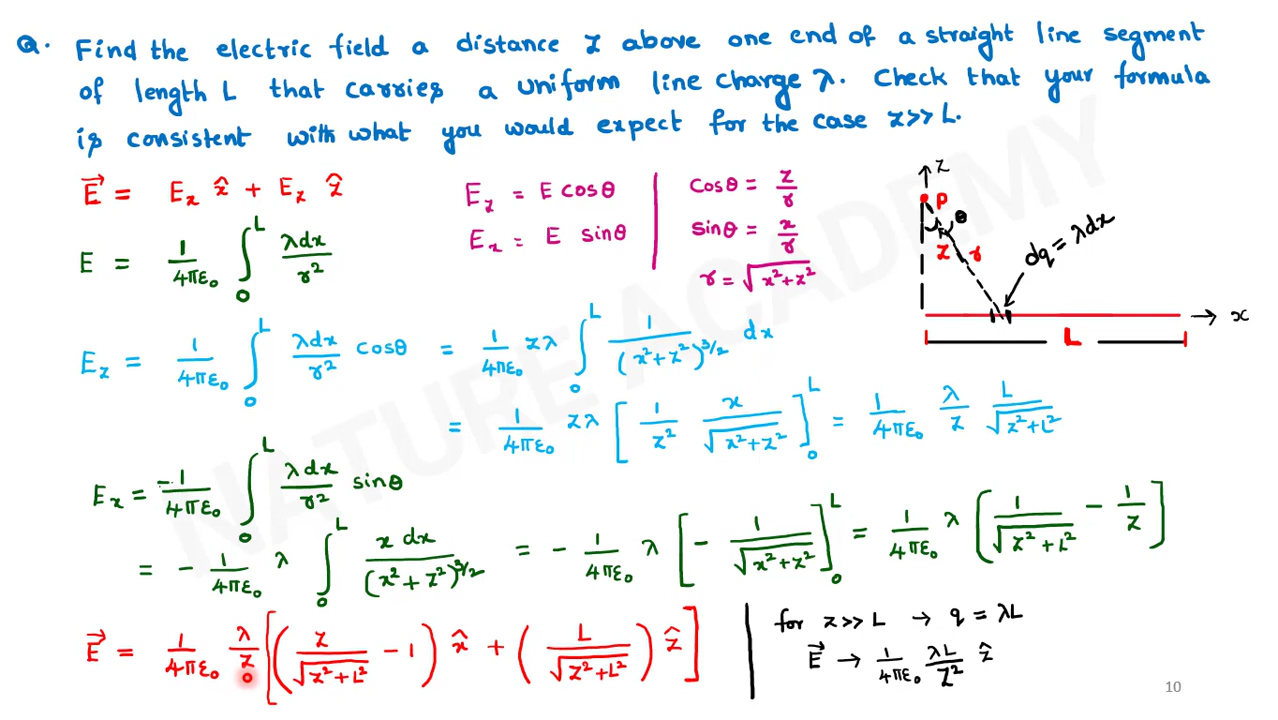 Q. Find the electric field a distance z above one end of a straight line segment
of length L that carries a uniform line charge λ. Check that your formula
is consistent with what you would expect for the case z>>L.
E⃗ = Eₓ x̂ + E_z ẑ
E = 1/4πε₀ ∫₀ᴸ λdx/r²
E_z = E cosθ
Eₓ = E sinθ
cosθ = z/r
sinθ = x/r
r = √(x²+z²)
z
P
θ
z
r
dq = λdx
x
L
E_z = 1/4πε₀ ∫₀ᴸ λdx/r² cosθ = 1/4πε₀ zλ ∫₀ᴸ 1/(x²+z²)^3/2 dx
= 1/4πε₀ zλ [1/z² x/√(x²+z²)]₀ᴸ = 1/4πε₀ λ/z L/√(z²+L²)
Eₓ = -1/4πε₀ ∫₀ᴸ λdx/r² sinθ
= - 1/4πε₀ λ ∫₀ᴸ x dx/(x²+z²)^3/2 = - 1/4πε₀ λ [- 1/√(x²+z²)]₀ᴸ = 1/4πε₀ λ (1/√(z²+L²) - 1/z]
E⃗ = 1/4πε₀ λ/z [(z/√(z²+L²) - 1) x̂ + (L/√(z²+L²)) ẑ]
for z>>L → q = λL
E⃗ → 1/4πε₀ λL/z² ẑ
NATURE ACADEMY
10